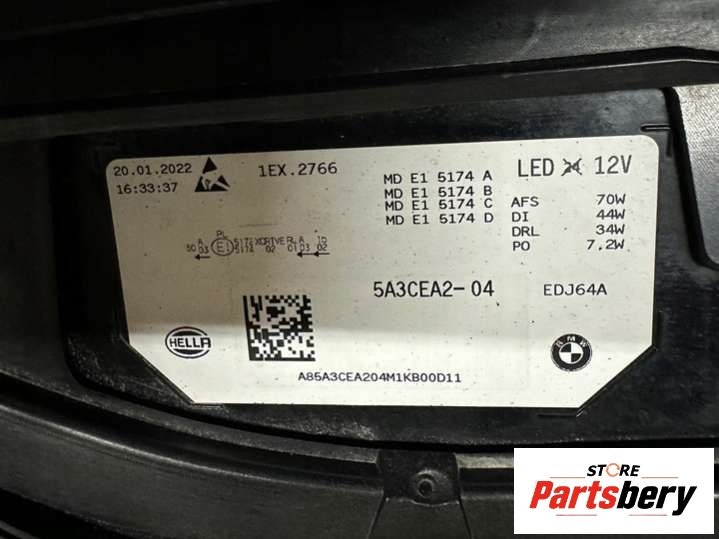 20.01.2022
16:33:37
1EX.2766
MD E1 5174 A
MD E1 5174 B
MD E1 5174 C
MD E1 5174 D
LED 12V
AFS 70W
DI 44W
DRL 34W
PO 7,2W
PL
E1
5A3CEA2-04
EDJ64A
HELLA
BMW
A85A3CEA204M1KB00D11
STORE
Partsbery